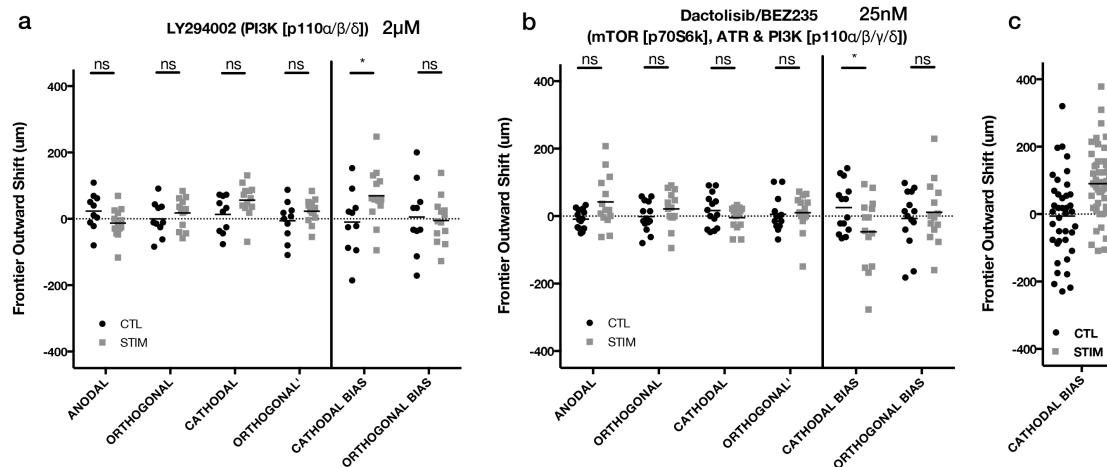 a
LY294002 (PI3K [p110α/β/δ]) 2µM
ns ns ns ns * ns
Frontier Outward Shift (um)
400
200
0
-200
-400
CTL
STIM
ANODAL
ORTHOGONAL
CATHODAL
ORTHOGONAL'
CATHODAL BIAS
ORTHOGONAL BIAS
b
Dactolisib/BEZ235 25nM
(mTOR [p70S6k], ATR & PI3K [p110α/β/γ/δ])
ns ns ns ns * ns
Frontier Outward Shift (um)
400
200
0
-200
-400
CTL
STIM
ANODAL
ORTHOGONAL
CATHODAL
ORTHOGONAL'
CATHODAL BIAS
ORTHOGONAL BIAS
c
Frontier Outward Shift (um)
400
200
0
-200
-400
CTL
STIM
CATHODAL BIAS